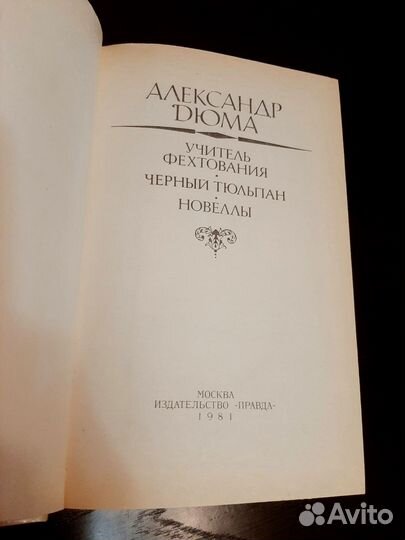 АЛЕКСАНДР
ДЮМА
УЧИТЕЛЬ
ФЕХТОВАНИЯ
•
ЧЕРНЫЙ ТЮЛЬПАН
•
НОВЕЛЛЫ
МОСКВА
ИЗДАТЕЛЬСТВО «ПРАВДА»
1981
Avito